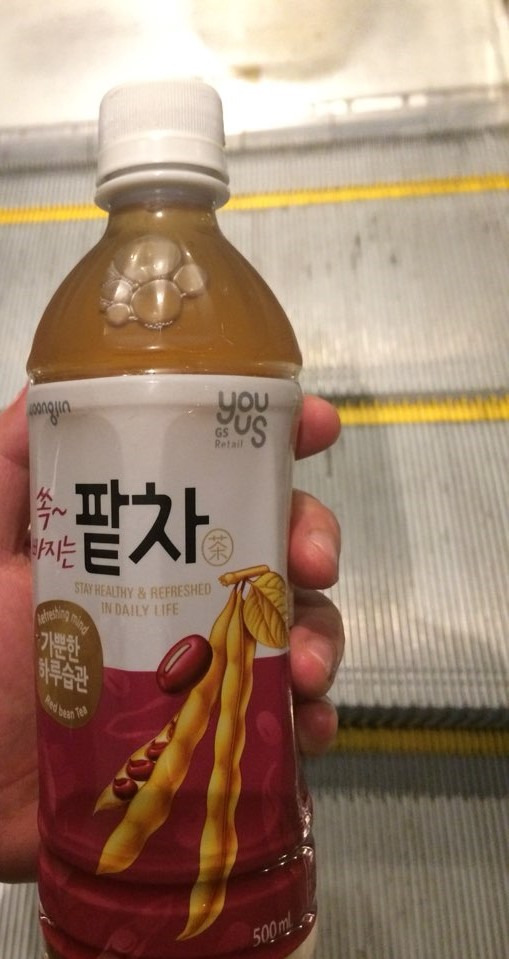 woongjin
you
us
GS
Retail
쏙~
빠지는
팥차
茶
STAY HEALTHY & REFRESHED
IN DAILY LIFE
Refreshing mind
가뿐한
하루습관
Red bean Tea
500mL